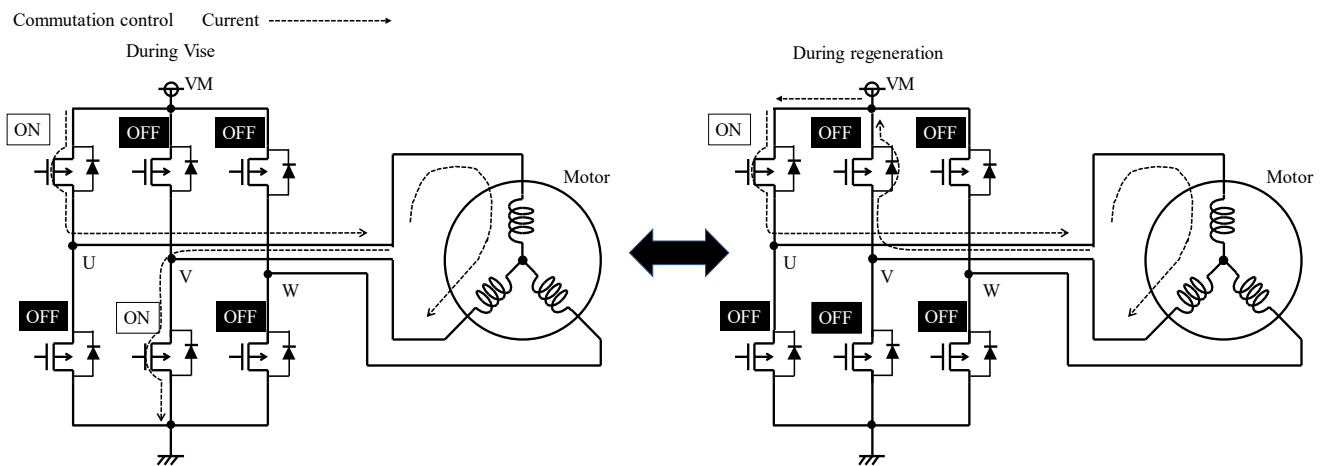 Commutation control Current
During Vise
During regeneration
VM
VM
ON
OFF
OFF
ON
OFF
OFF
Motor
Motor
U
V
W
U
V
W
OFF
ON
OFF
OFF
OFF
OFF